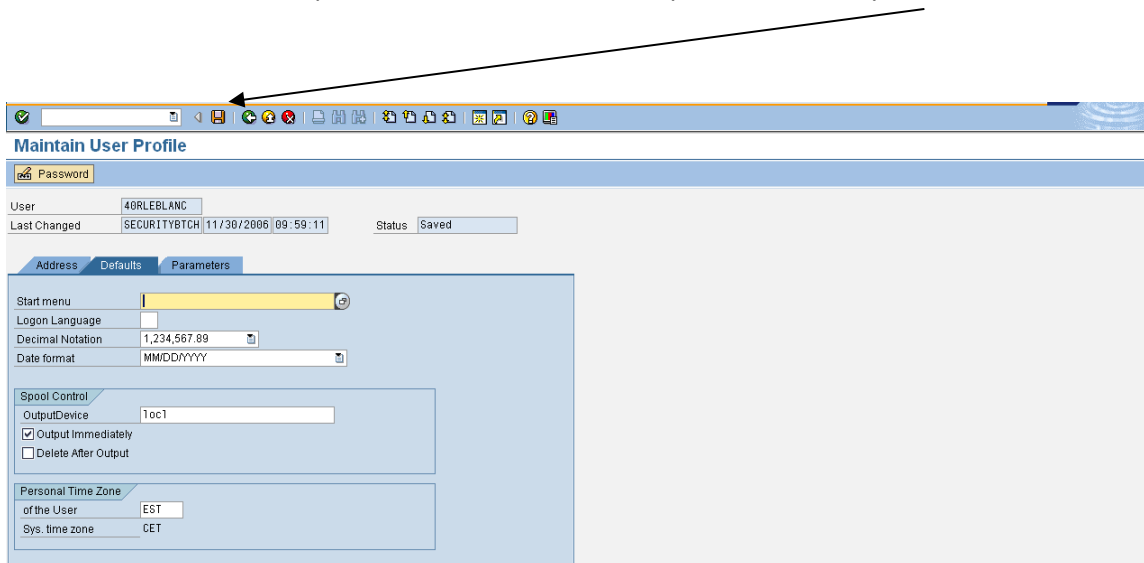 Maintain User Profile
Password
User 40RLEBLANC
Last Changed SECURITYBTCH 11/30/2006 09:59:11 Status Saved
Address Defaults Parameters
Start menu
Logon Language
Decimal Notation 1,234,567.89
Date format MM/DD/YYYY
Spool Control
OutputDevice locl
Output Immediately
Delete After Output
Personal Time Zone
of the User EST
Sys. time zone CET